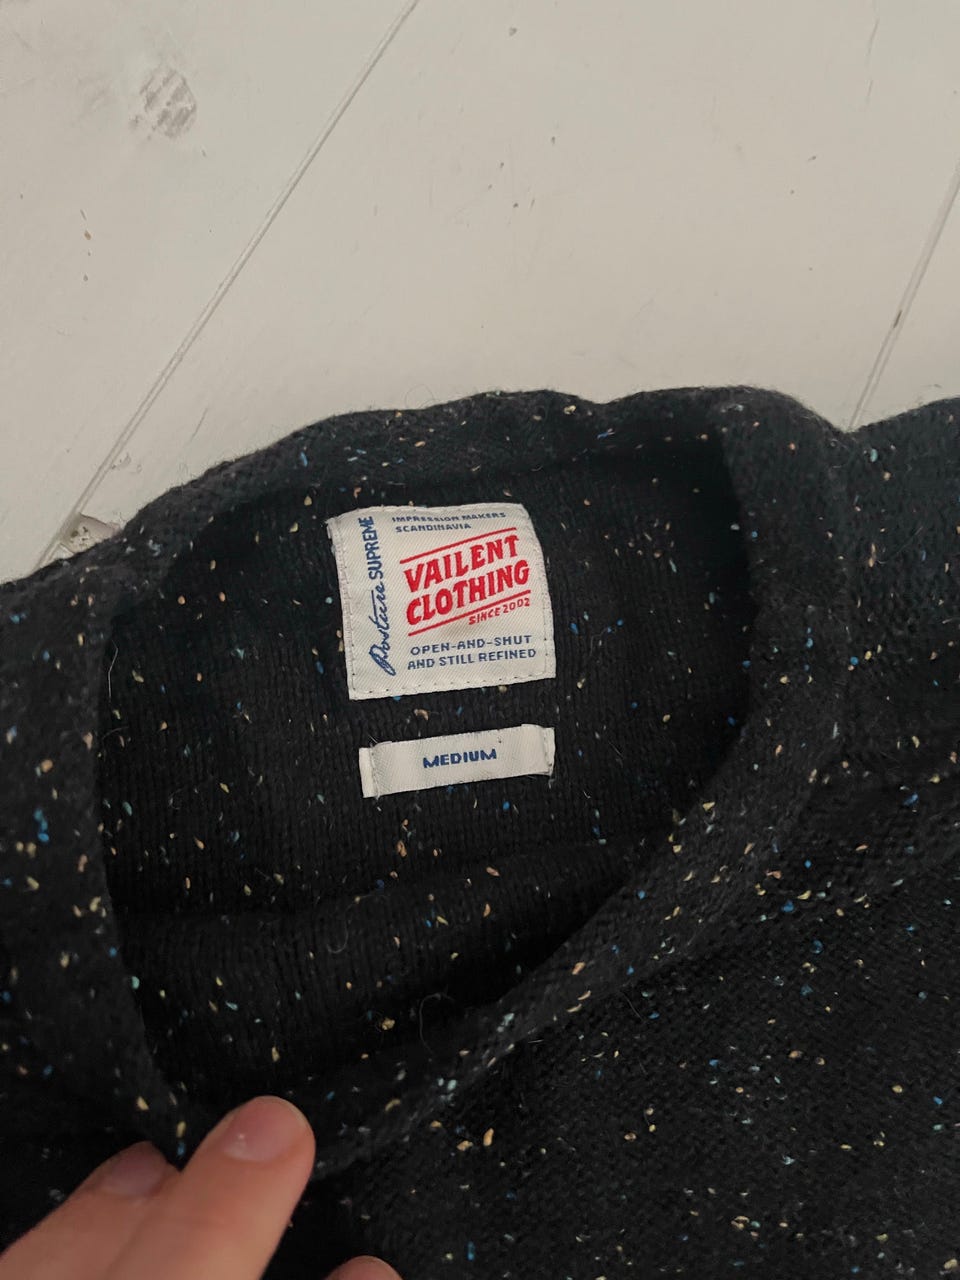 Posture SUPREME
IMPRESSION MAKERS
SCANDINAVIA
VAILENT
CLOTHING
SINCE 2002
OPEN-AND-SHUT
AND STILL REFINED
MEDIUM